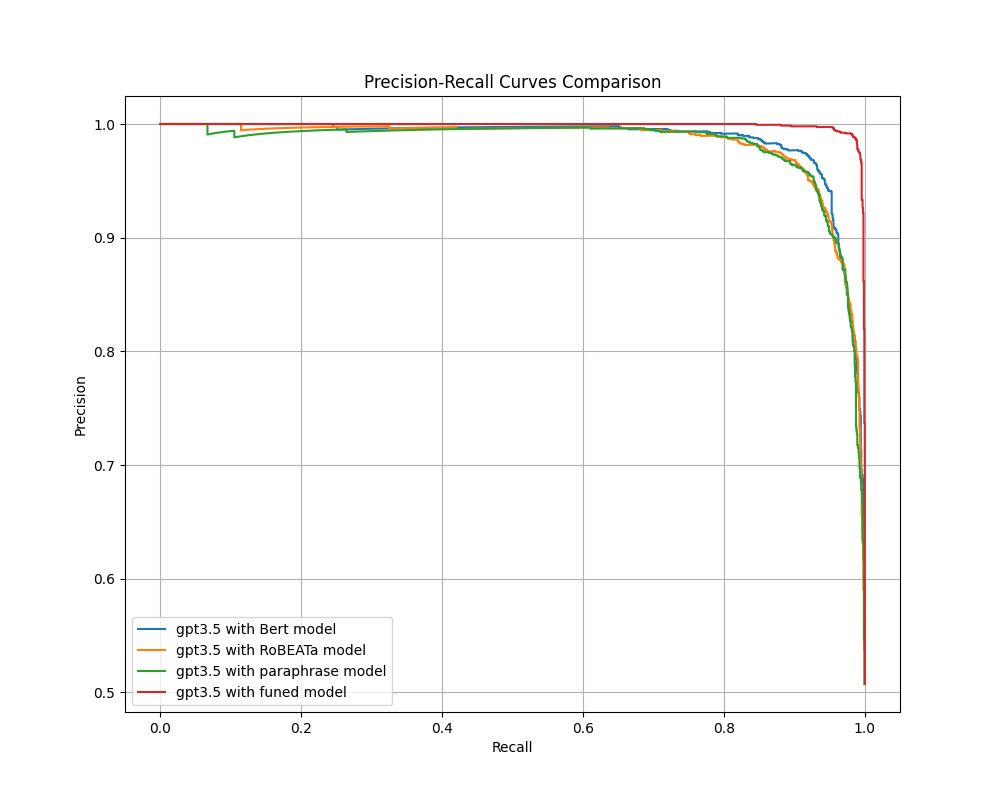 Precision-Recall Curves Comparison
1.0
0.9
0.8
0.7
0.6
0.5
Precision
gpt3.5 with Bert model
gpt3.5 with RoBEATa model
gpt3.5 with paraphrase model
gpt3.5 with funed model
0.0 0.2 0.4 0.6 0.8 1.0
Recall